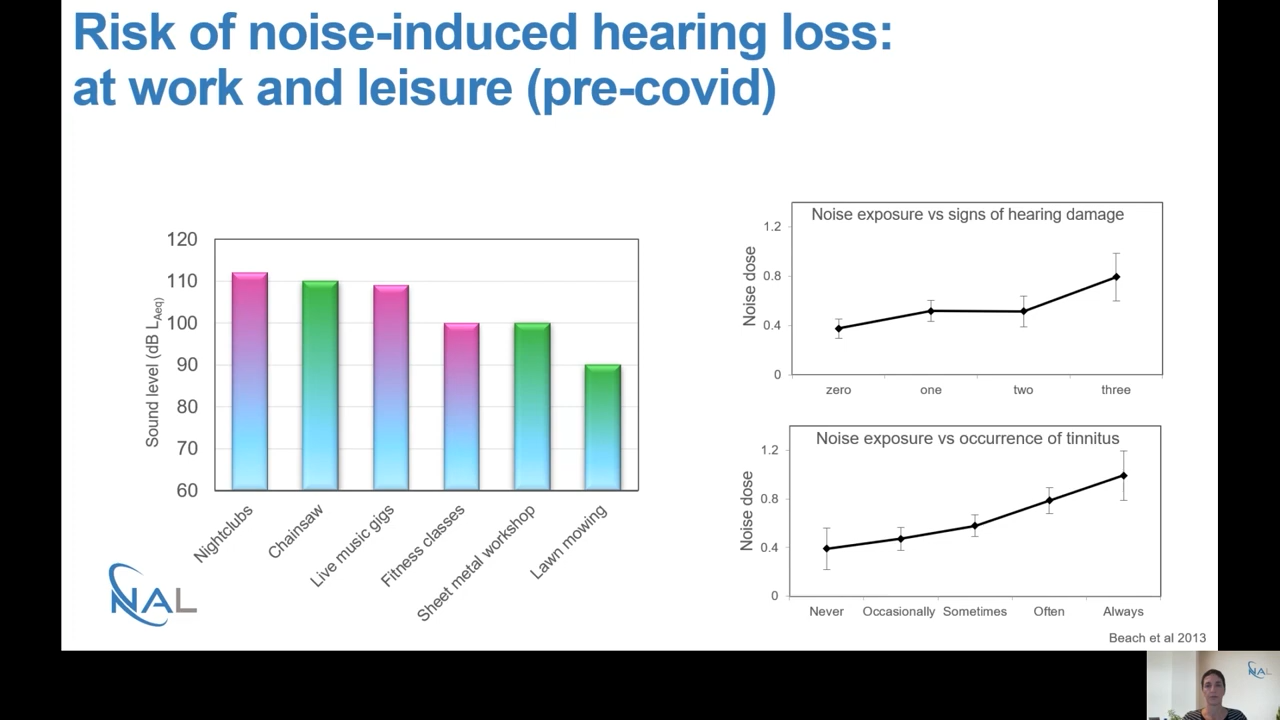 Risk of noise-induced hearing loss:
at work and leisure (pre-covid)
120
110
100
90
80
70
60
Sound level (dB LAeq)
Nightclubs
Chainsaw
Live music gigs
Fitness classes
Sheet metal workshop
Lawn mowing
Noise exposure vs signs of hearing damage
1.2
0.8
0.4
0
Noise dose
zero one two three
Noise exposure vs occurrence of tinnitus
1.2
0.8
0.4
0
Noise dose
Never Occasionally Sometimes Often Always
Beach et al 2013
NAL
NAL